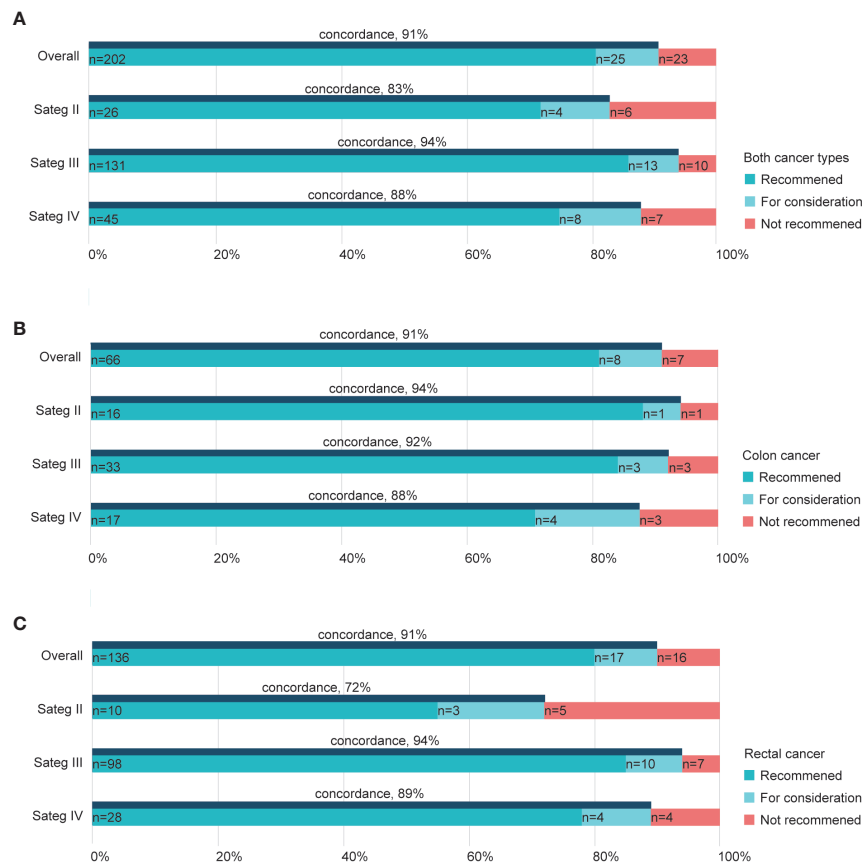 A
concordance, 91%
Overall
n=202
n=25
n=23
concordance, 83%
Sateg II
n=26
n=4
n=6
concordance, 94%
Sateg III
n=131
n=13
n=10
concordance, 88%
Sateg IV
n=45
n=8
n=7
0%
20%
40%
60%
80%
100%
Both cancer types
Recommened
For consideration
Not recommened
B
concordance, 91%
Overall
n=66
n=8
n=7
concordance, 94%
Sateg II
n=16
n=1
n=1
concordance, 92%
Sateg III
n=33
n=3
n=3
concordance, 88%
Sateg IV
n=17
n=4
n=3
0%
20%
40%
60%
80%
100%
Colon cancer
Recommened
For consideration
Not recommened
C
concordance, 91%
Overall
n=136
n=17
n=16
concordance, 72%
Sateg II
n=10
n=3
n=5
concordance, 94%
Sateg III
n=98
n=10
n=7
concordance, 89%
Sateg IV
n=28
n=4
n=4
0%
20%
40%
60%
80%
100%
Rectal cancer
Recommened
For consideration
Not recommened